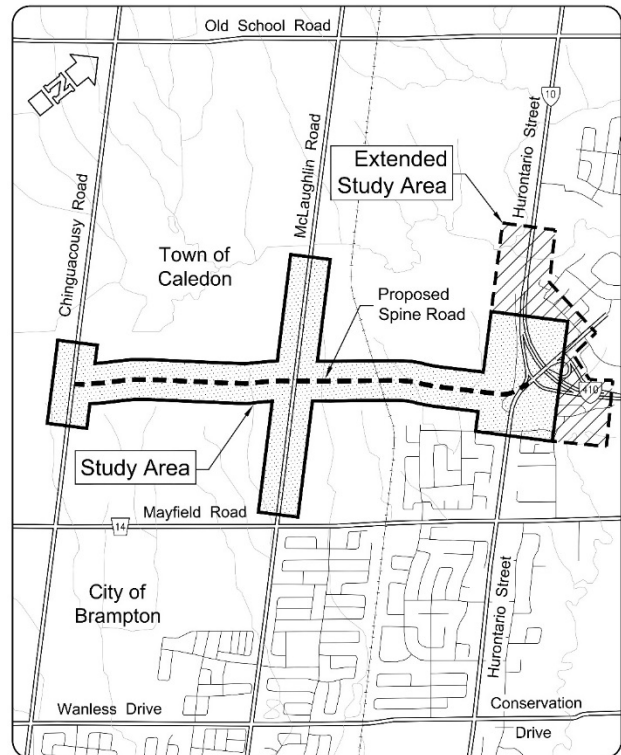 Old School Road
N
10
Chinguacousy Road
McLaughlin Road
Hurontario Street
Extended
Study Area
Town of
Caledon
Proposed
Spine Road
410
Study Area
Mayfield Road
14
City of
Brampton
Hurontario Street
Wanless Drive
Conservation
Drive